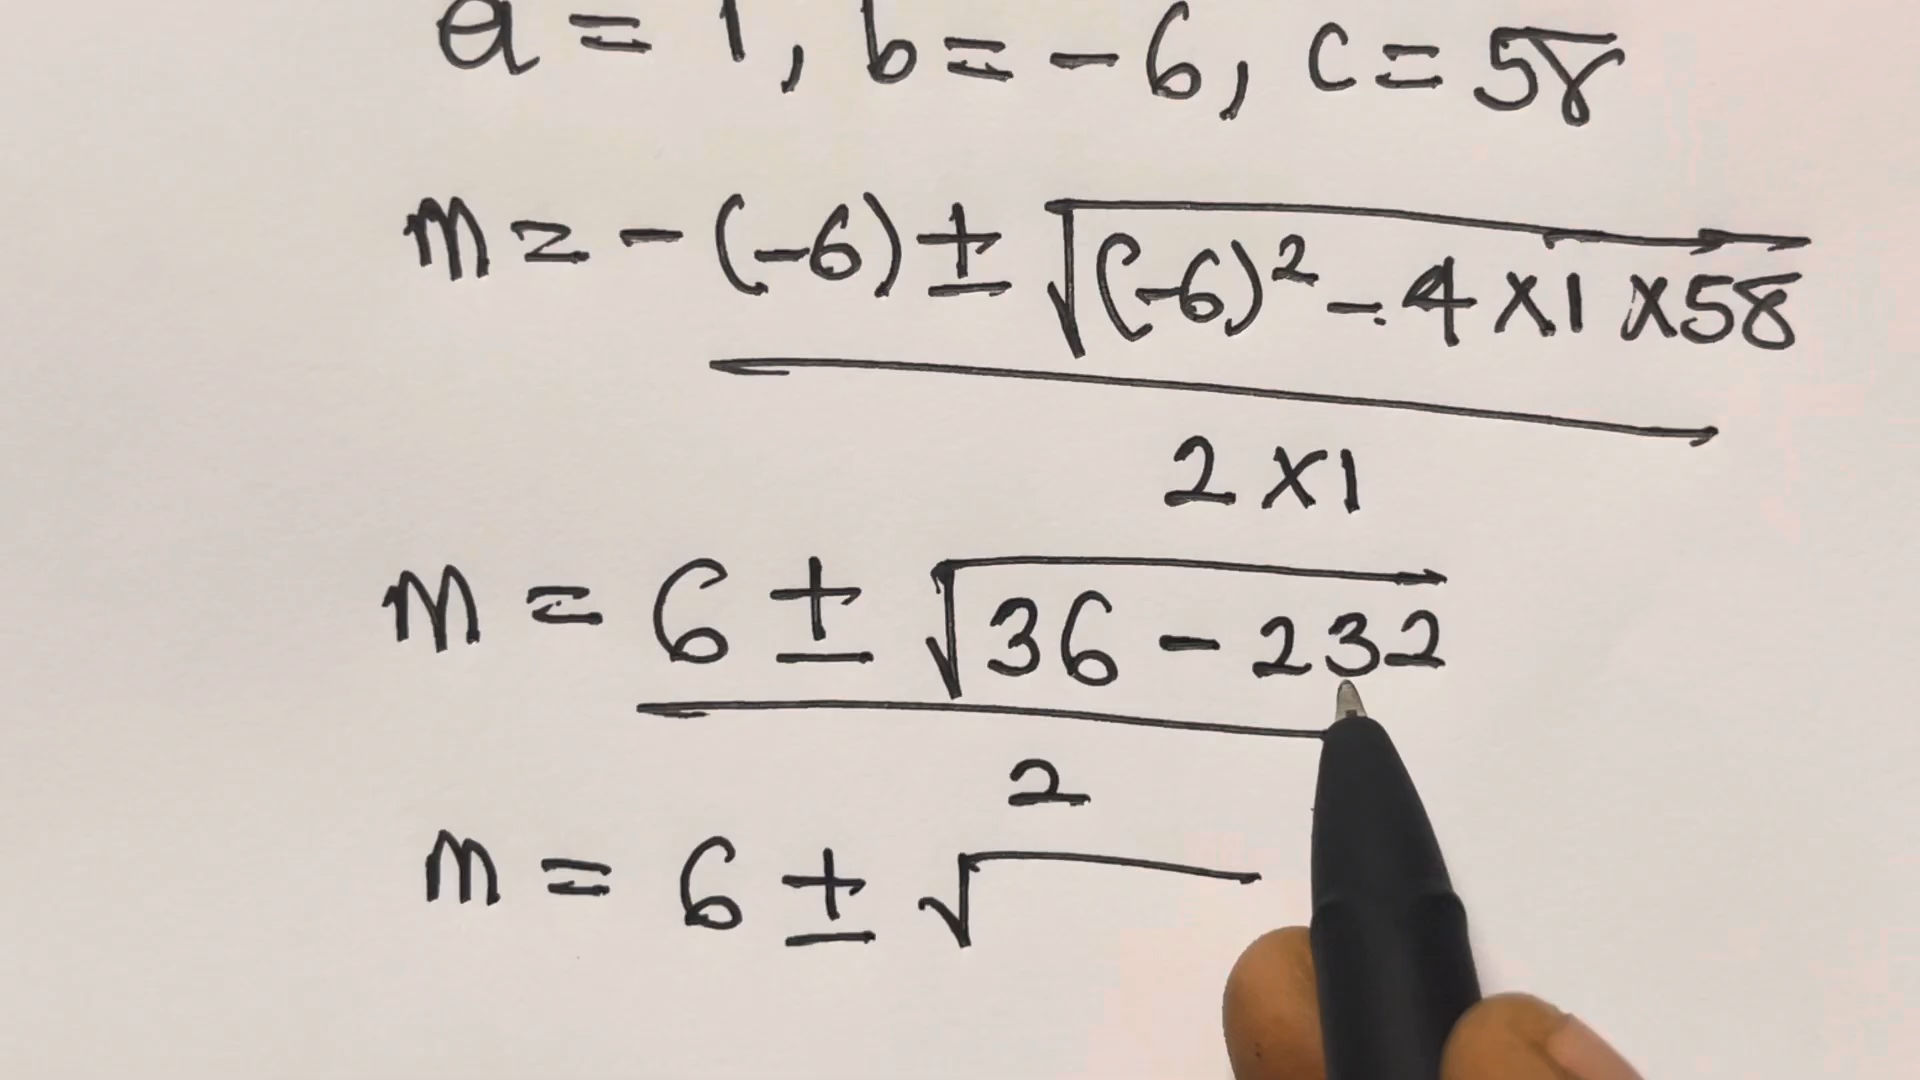 a = 1, b = -6, c = 58
m = -(-6) ± √(-6)² - 4 × 1 × 58
2 × 1
m = 6 ± √36 - 232
2
m = 6 ± √